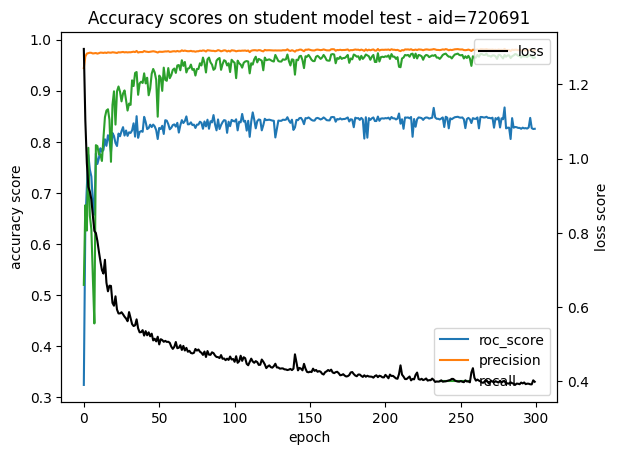 Accuracy scores on student model test - aid=720691
accuracy score
1.0
0.9
0.8
0.7
0.6
0.5
0.4
0.3
0
50
100
150
200
250
300
epoch
1.2
1.0
0.8
0.6
0.4
loss score
loss
roc_score
precision
recall